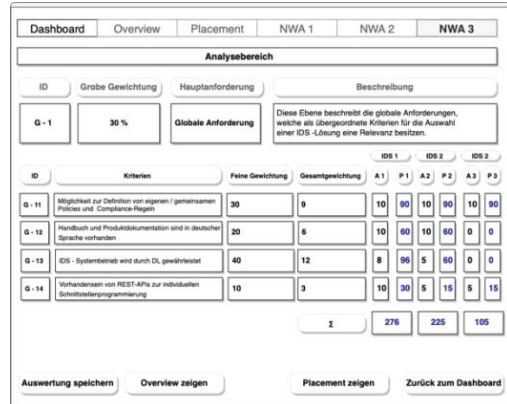 Dashboard Overview Placement NWA 1 NWA 2 NWA 3
Analysebereich
ID Grobe Gewichtung Hauptanforderung Beschreibung
G - 1 30 % Globale Anforderung
Diese Ebene beschreibt die globale Anforderungen,
welche als übergeordnete Kriterien für die Auswahl
einer IDS -Lösung eine Relevanz besitzen.
IDS 1 IDS 2 IDS 2
ID Kriterien Feine Gewichtung Gesamtgewichtung A 1 P 1 A 2 P 2 A 3 P 3
G - 11 Möglichkeit zur Definition von eigenen / gemeinsamen
Policies und Compliance-Regeln 30 9 10 90 10 90 10 90
G - 12 Handbuch und Produktdokumentation sind in deutscher
Sprache vorhanden 20 6 10 60 10 60 0 0
G - 13 IDS - Systembetrieb wird durch DL gewährleistet 40 12 8 96 5 60 0 0
G - 14 Vorhandensein von REST-APIs zur individuellen
Schnittstellenprogrammierung 10 3 10 30 5 15 5 15
Σ 276 225 105
Auswertung speichern Overview zeigen Placement zeigen Zurück zum Dashboard